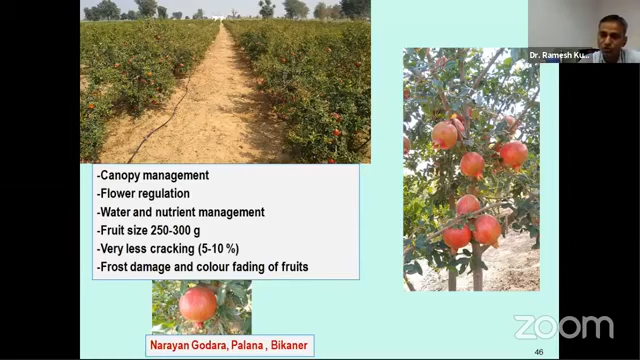 Dr. Ramesh Ku...
-Canopy management
-Flower regulation
-Water and nutrient management
-Fruit size 250-300 g
-Very less cracking (5-10 %)
-Frost damage and colour fading of fruits
Narayan Godara, Palana , Bikaner
zoom
46